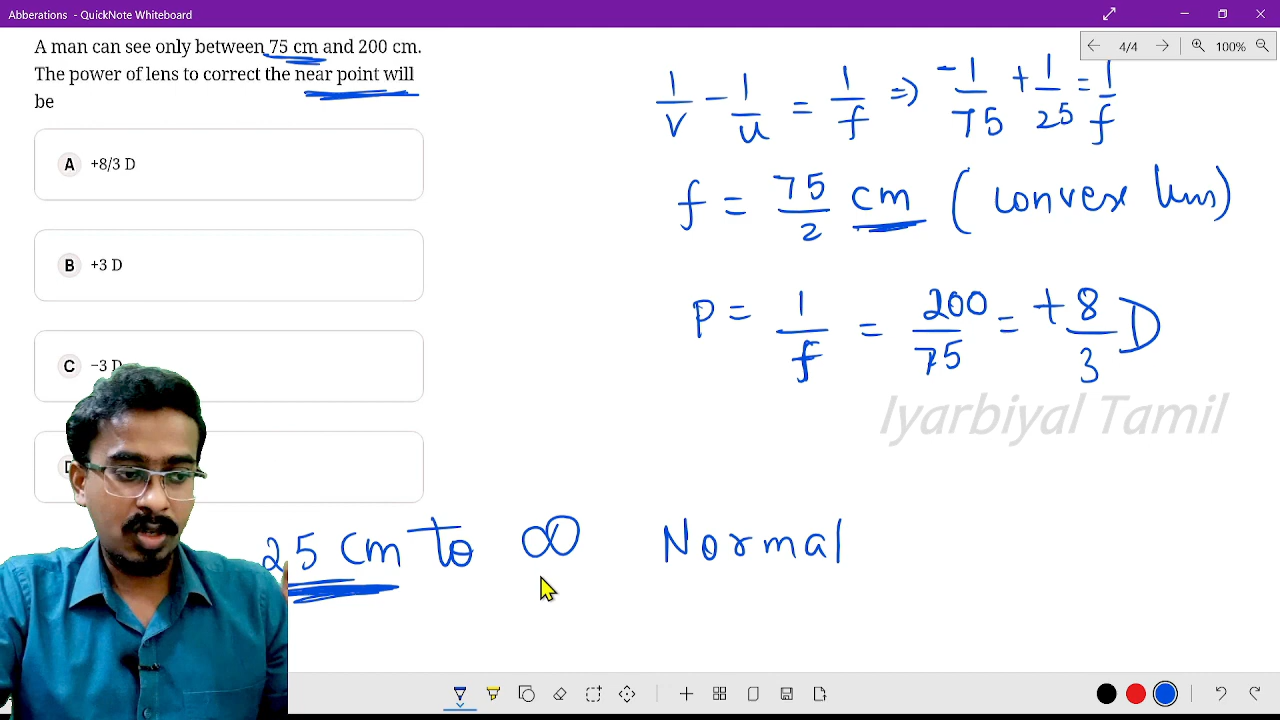 Abberations - QuickNote Whiteboard
4/4
100%
A man can see only between 75 cm and 200 cm.
The power of lens to correct the near point will
be
A +8/3 D
B +3 D
C −3 D
1/v - 1/u = 1/f => -1/75 + 1/25 = 1/f
f = 75/2 cm (convex lens)
P = 1/f = 200/75 = +8/3 D
Iyarbiyal Tamil
25 cm to ∞ Normal